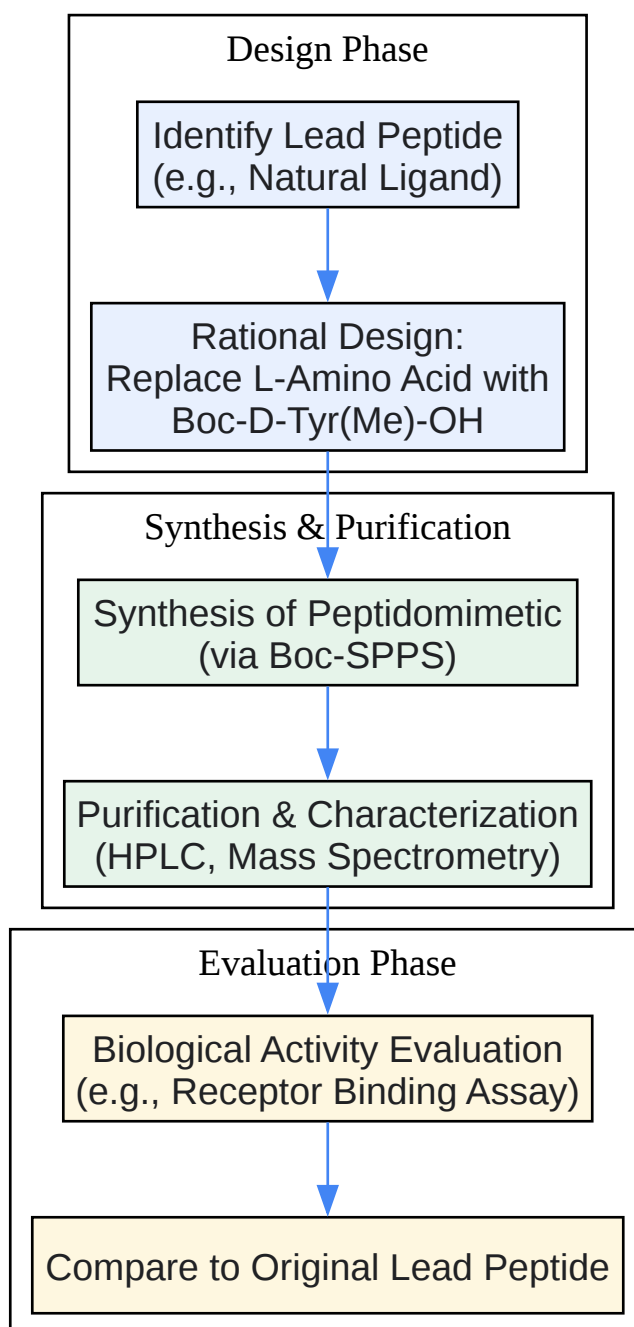 Design Phase
Identify Lead Peptide
(e.g., Natural Ligand)
Rational Design:
Replace L-Amino Acid with
Boc-D-Tyr(Me)-OH
Synthesis & Purification
Synthesis of Peptidomimetic
(via Boc-SPPS)
Purification & Characterization
(HPLC, Mass Spectrometry)
Evaluation Phase
Biological Activity Evaluation
(e.g., Receptor Binding Assay)
Compare to Original Lead Peptide